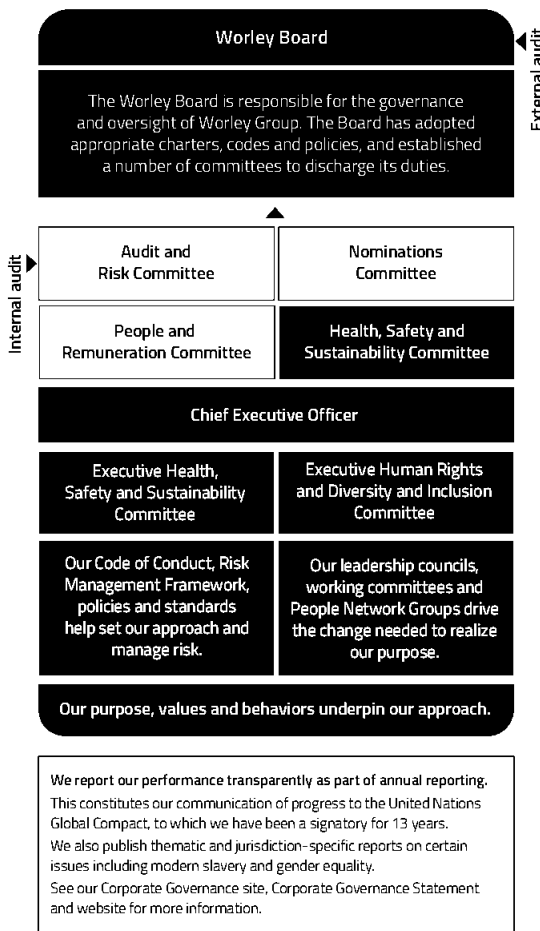 Worley Board
External audit
The Worley Board is responsible for the governance
and oversight of Worley Group. The Board has adopted
appropriate charters, codes and policies, and established
a number of committees to discharge its duties.
Internal audit
Audit and
Risk Committee
Nominations
Committee
People and
Remuneration Committee
Health, Safety and
Sustainability Committee
Chief Executive Officer
Executive Health,
Safety and Sustainability
Committee
Executive Human Rights
and Diversity and Inclusion
Committee
Our Code of Conduct, Risk
Management Framework,
policies and standards
help set our approach and
manage risk.
Our leadership councils,
working committees and
People Network Groups drive
the change needed to realize
our purpose.
Our purpose, values and behaviors underpin our approach.
We report our performance transparently as part of annual reporting.
This constitutes our communication of progress to the United Nations
Global Compact, to which we have been a signatory for 13 years.
We also publish thematic and jurisdiction-specific reports on certain
issues including modern slavery and gender equality.
See our Corporate Governance site, Corporate Governance Statement
and website for more information.